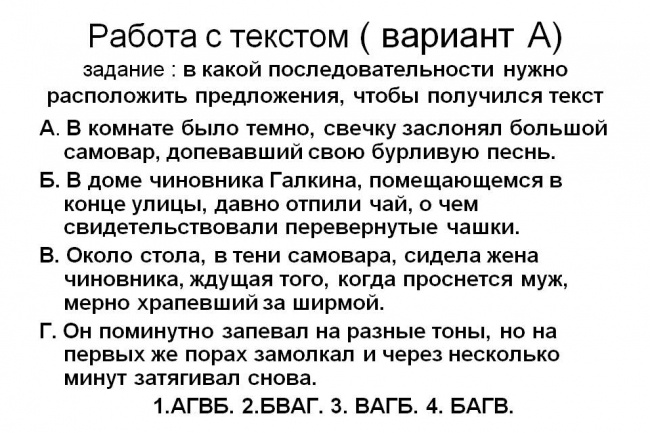 Работа с текстом ( вариант А)
задание : в какой последовательности нужно
расположить предложения, чтобы получился текст
А. В комнате было темно, свечку заслонял большой
самовар, допевавший свою бурливую песнь.
Б. В доме чиновника Галкина, помещающемся в
конце улицы, давно отпили чай, о чем
свидетельствовали перевернутые чашки.
В. Около стола, в тени самовара, сидела жена
чиновника, ждущая того, когда проснется муж,
мерно храпевший за ширмой.
Г. Он поминутно запевал на разные тоны, но на
первых же порах замолкал и через несколько
минут затягивал снова.
1.АГВБ. 2.БВАГ. 3. ВАГБ. 4. БАГВ.